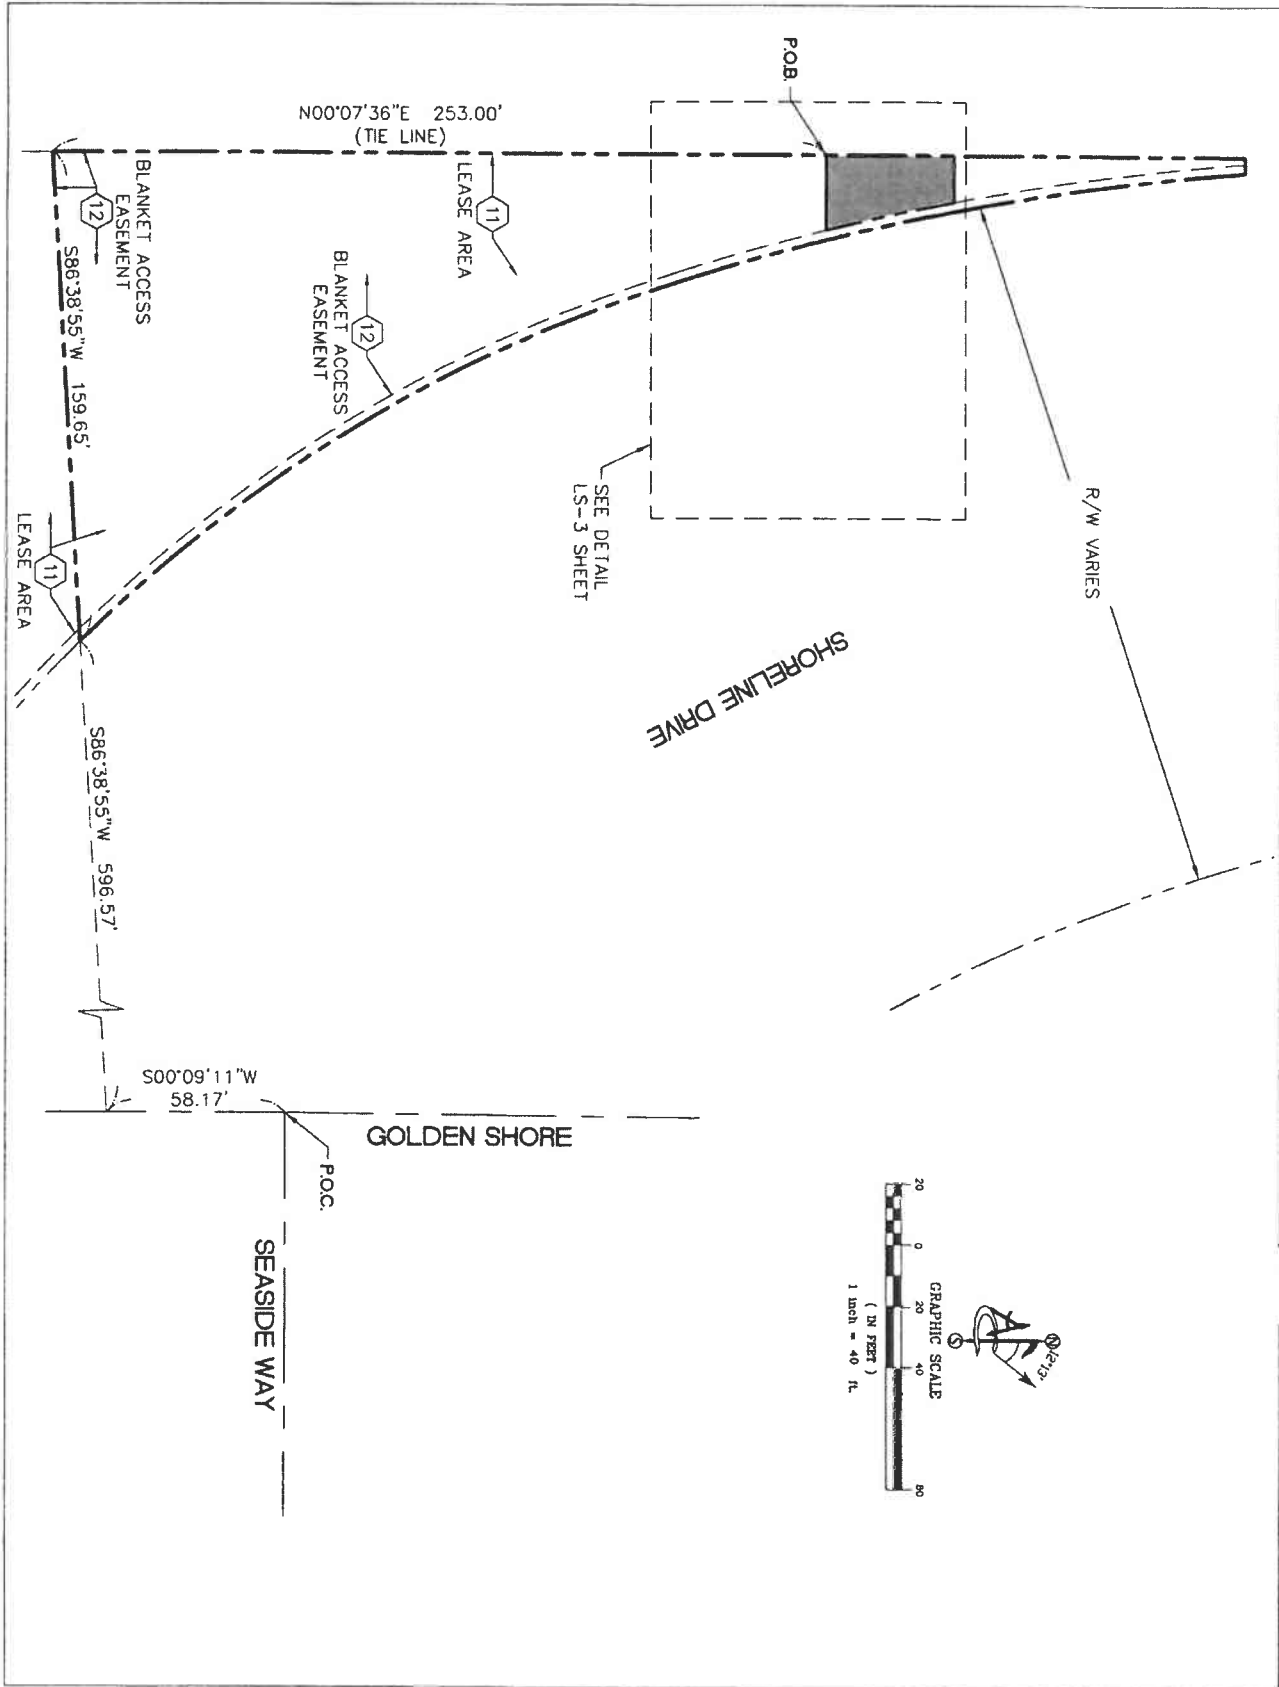 P.O.B.
N00°07'36"E 253.00'
(TIE LINE)
BLANKET ACCESS
EASEMENT
12
LEASE AREA
11
S86°38'55"W 159.65'
BLANKET ACCESS
EASEMENT
12
SEE DETAIL
LS-3 SHEET
R/W VARIES
LEASE AREA
11
SHORELINE DRIVE
S86°38'55"W 596.57'
S00°09'11"W
58.17'
GOLDEN SHORE
P.O.C.
SEASIDE WAY
N
12°13'
S
GRAPHIC SCALE
20 0 20 40 80
( IN FEET )
1 inch = 40 ft.